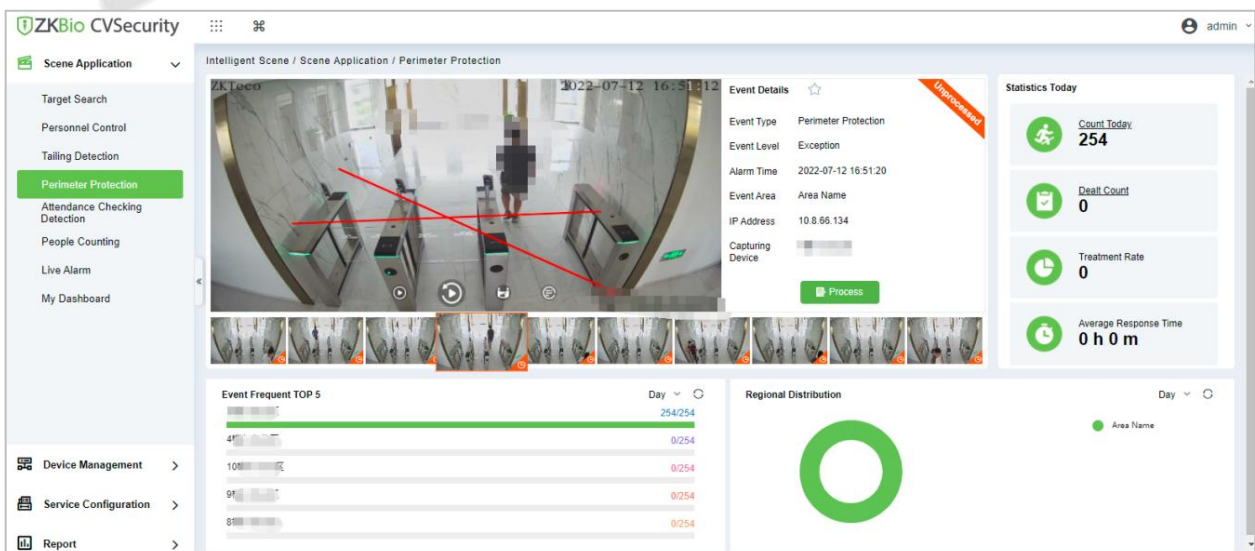 ZKBio CVSecurity
admin
Scene Application
Target Search
Personnel Control
Tailing Detection
Perimeter Protection
Attendance Checking
Detection
People Counting
Live Alarm
My Dashboard
Device Management
Service Configuration
Report
Intelligent Scene / Scene Application / Perimeter Protection
ZKTeco 2022-07-12 16:51:12
Event Details
Unprocessed
Event Type Perimeter Protection
Event Level Exception
Alarm Time 2022-07-12 16:51:20
Event Area Area Name
IP Address 10.8.66.134
Capturing
Device
Process
Statistics Today
Count Today
254
Dealt Count
0
Treatment Rate
0
Average Response Time
0 h 0 m
Event Frequent TOP 5 Day
254/254
0/254
0/254
0/254
0/254
Regional Distribution Day
Area Name